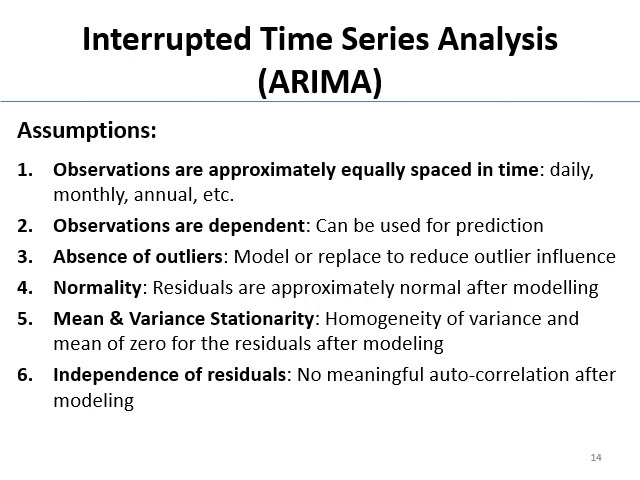 Interrupted Time Series Analysis
(ARIMA)
Assumptions:
1. Observations are approximately equally spaced in time: daily,
monthly, annual, etc.
2. Observations are dependent: Can be used for prediction
3. Absence of outliers: Model or replace to reduce outlier influence
4. Normality: Residuals are approximately normal after modelling
5. Mean & Variance Stationarity: Homogeneity of variance and
mean of zero for the residuals after modeling
6. Independence of residuals: No meaningful auto-correlation after
modeling
14